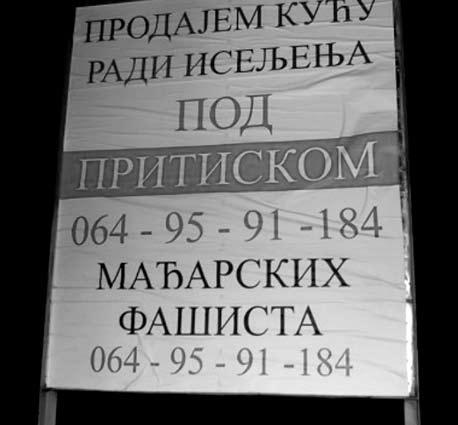 ПРОДАЈЕМ КУЋУ
РАДИ ИСЕЉЕЊА
ПОД
ПРИТИСКОМ
064 - 95 - 91 -184
МАЂАРСКИХ
ФАШИСТА
064 - 95 - 91 -184